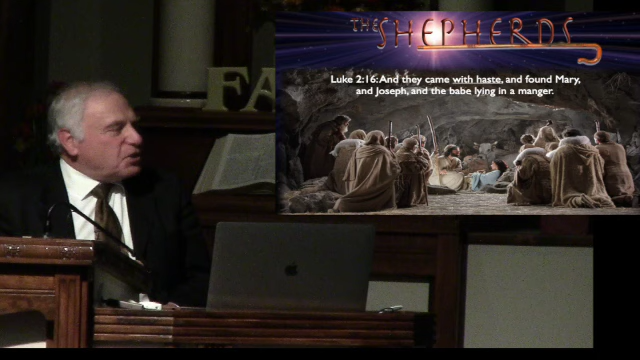 THE SHEPHERDS
Luke 2:16: And they came with haste, and found Mary,
and Joseph, and the babe lying in a manger.
FA